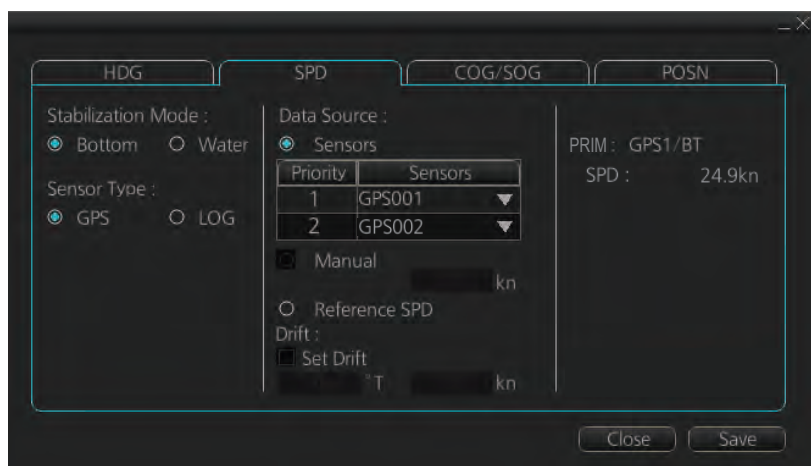 HDG SPD COG/SOG POSN
Stabilization Mode :
Bottom Water
Sensor Type :
GPS LOG
Data Source :
Sensors
Priority Sensors
1 GPS001
2 GPS002
Manual
kn
Reference SPD
Drift :
Set Drift
°T kn
PRIM : GPS1/BT
SPD : 24.9kn
Close Save